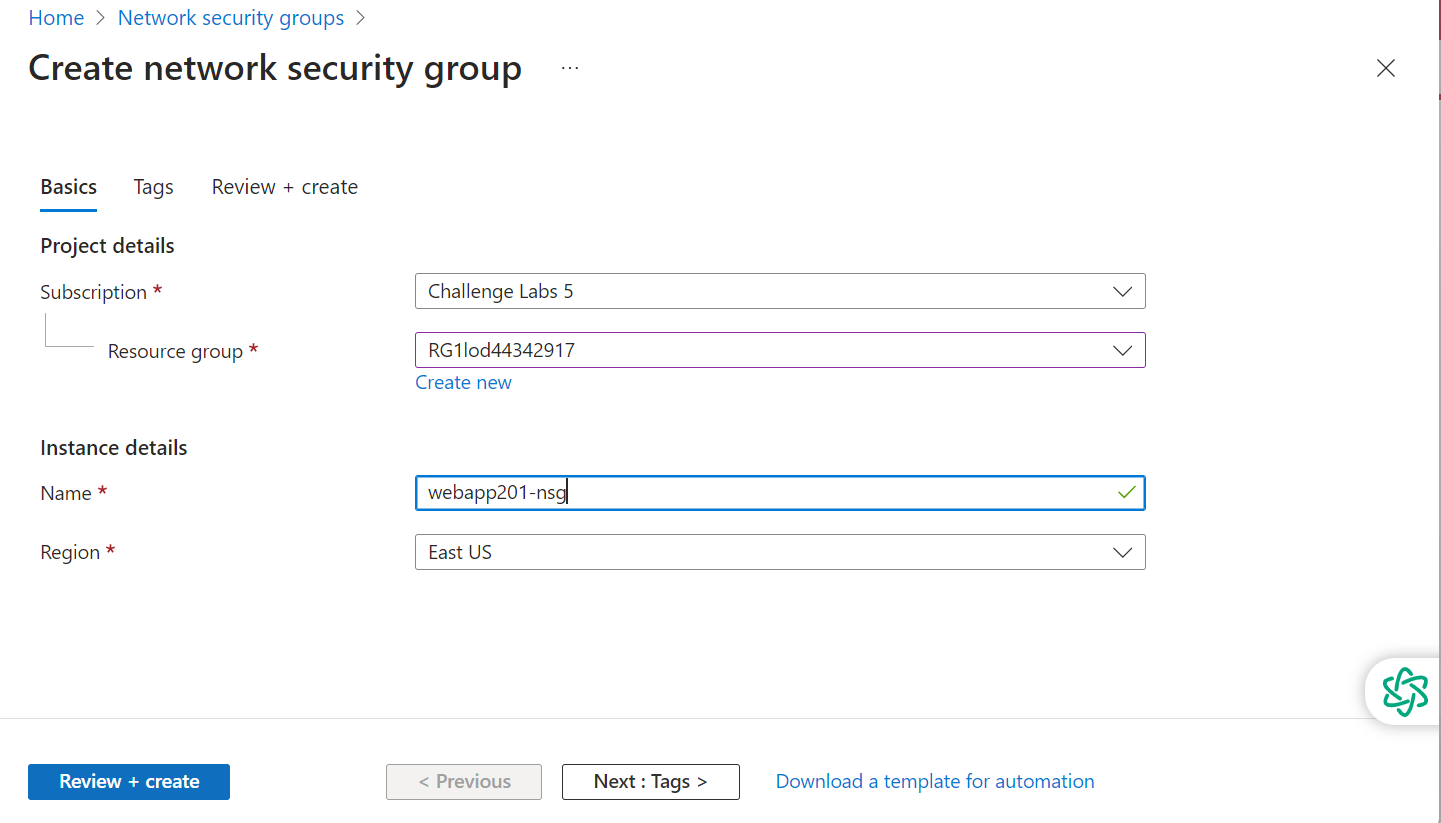 Home > Network security groups >
Create network security group ...
Basics Tags Review + create
Project details
Subscription * Challenge Labs 5
Resource group * RG1lod44342917
Create new
Instance details
Name * webapp201-nsg
Region * East US
Review + create < Previous Next : Tags > Download a template for automation